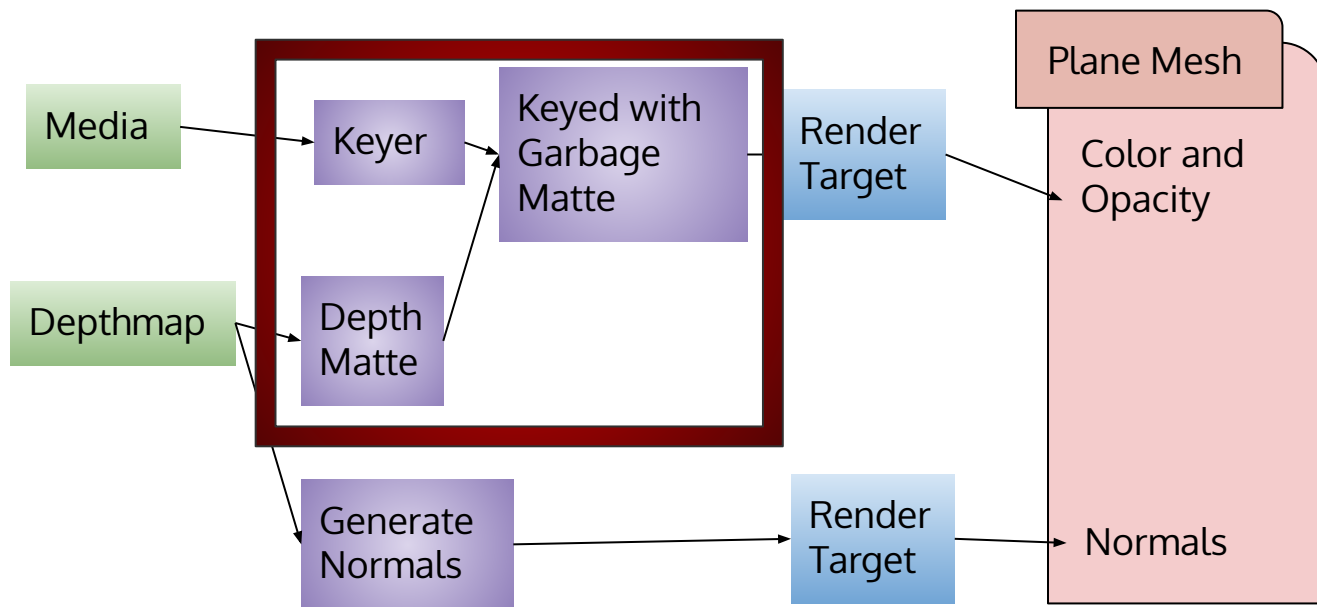 Media
Depthmap
Keyer
Depth
Matte
Keyed with
Garbage
Matte
Generate
Normals
Render
Target
Render
Target
Plane Mesh
Color and
Opacity
Normals